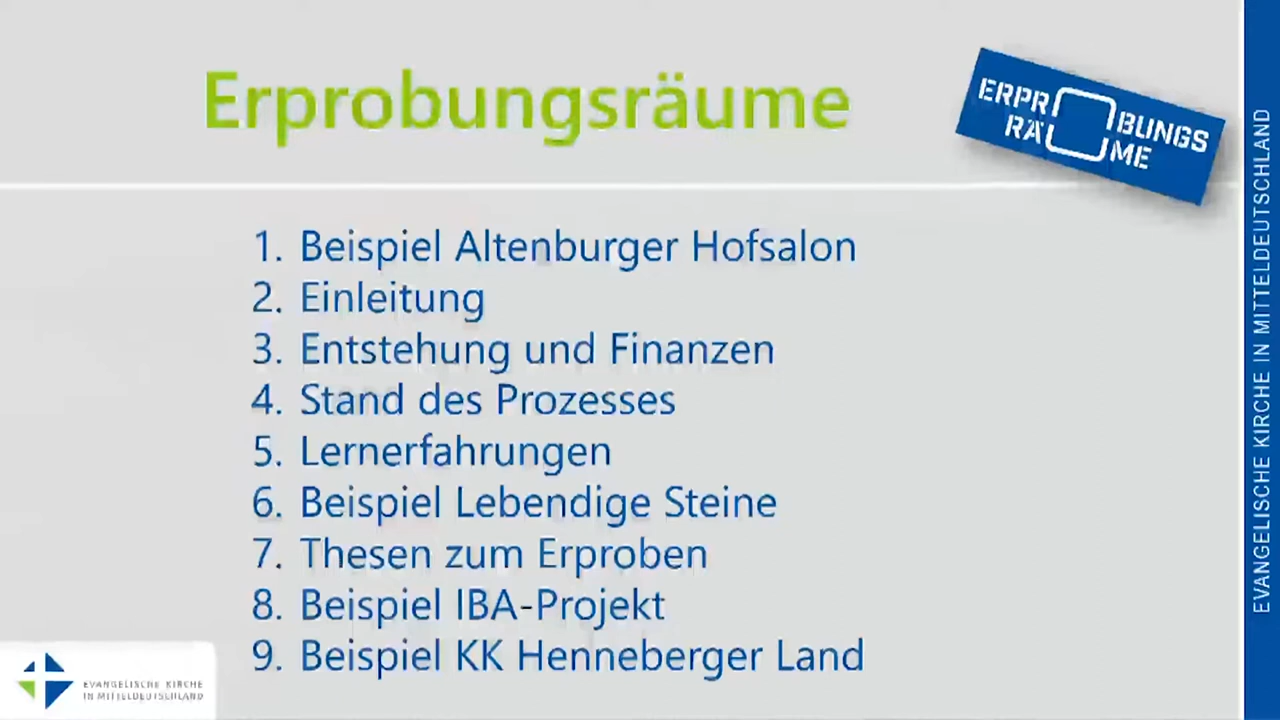 Erprobungsräume
ERPR BUNGS
RÄ ME
1. Beispiel Altenburger Hofsalon
2. Einleitung
3. Entstehung und Finanzen
4. Stand des Prozesses
5. Lernerfahrungen
6. Beispiel Lebendige Steine
7. Thesen zum Erproben
8. Beispiel IBA-Projekt
9. Beispiel KK Henneberger Land
EVANGELISCHE KIRCHE
IN MITTELDEUTSCHLAND
EVANGELISCHE KIRCHE IN MITTELDEUTSCHLAND